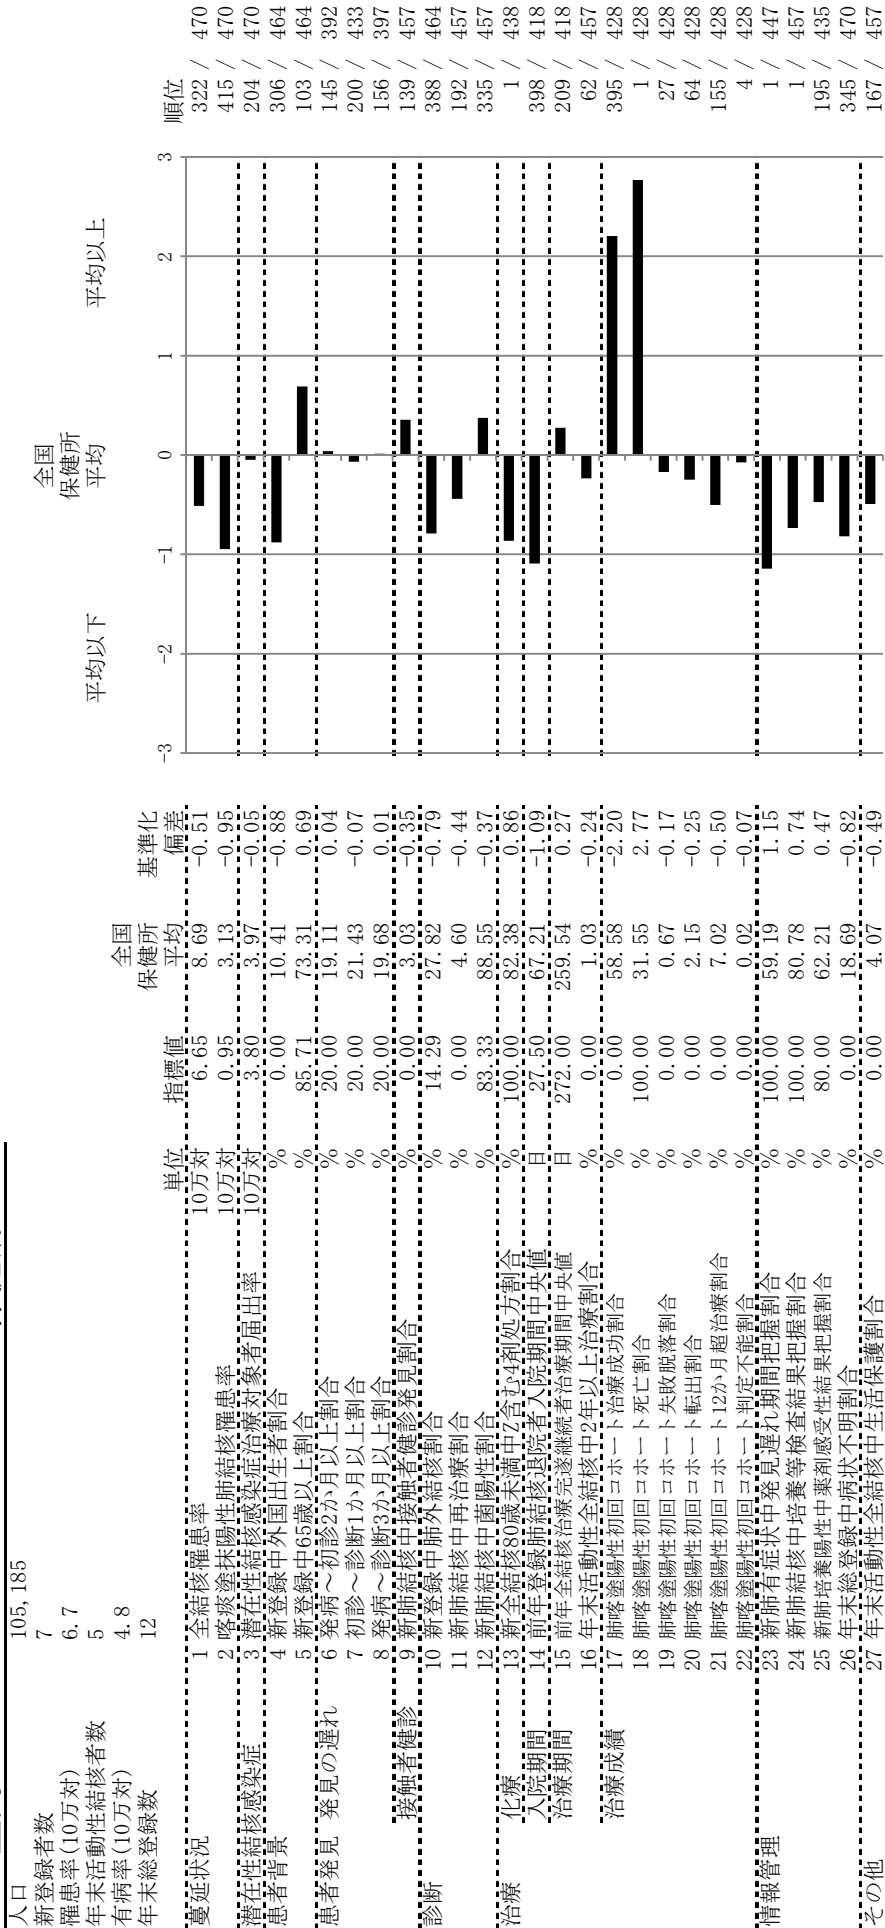 人口 105,185
新登録者数 7
罹患率(10万対) 6.7
年末活動性結核者数 5
有病率(10万対) 4.8
年末総登録数 12
単位 指標値 全国保健所平均 基準化偏差 平均以下 全国保健所平均 平均以上 順位
-3 -2 -1 0 1 2 3
蔓延状況 1 全結核罹患率 10万対 6.65 8.69 -0.51 322 / 470
2 喀痰塗抹陽性肺結核罹患率 10万対 0.95 3.13 -0.95 415 / 470
潜在性結核感染症 3 潜在性結核感染症治療対象者届出率 10万対 3.80 3.97 -0.05 204 / 470
患者背景 4 新登録中外国出生者割合 % 0.00 10.41 -0.88 306 / 464
5 新登録中65歳以上割合 % 85.71 73.31 0.69 103 / 464
患者発見 発見の遅れ 6 発病～初診2か月以上割合 % 20.00 19.11 0.04 145 / 392
7 初診～診断1か月以上割合 % 20.00 21.43 -0.07 200 / 433
8 発病～診断3か月以上割合 % 20.00 19.68 0.01 156 / 397
接触者健診 9 新肺結核中接触者健診発見割合 % 0.00 3.03 -0.35 139 / 457
診断 10 新登録中肺外結核割合 % 14.29 27.82 -0.79 388 / 464
11 新肺結核中再治療割合 % 0.00 4.60 -0.44 192 / 457
12 新肺結核中菌陽性割合 % 83.33 88.55 -0.37 335 / 457
治療 化療 13 新全結核80歳未満中Z含む4剤処方割合 % 100.00 82.38 0.86 1 / 438
入院期間 14 前年登録肺結核退院者入院期間中央値 日 27.50 67.21 -1.09 398 / 418
治療期間 15 前年全結核治療完遂継続者治療期間中央値 日 272.00 259.54 0.27 209 / 418
16 年末活動性全結核中2年以上治療割合 % 0.00 1.03 -0.24 62 / 457
治療成績 17 肺喀塗陽性初回コホート治療成功割合 % 0.00 58.58 -2.20 395 / 428
18 肺喀塗陽性初回コホート死亡割合 % 100.00 31.55 2.77 1 / 428
19 肺喀塗陽性初回コホート失敗脱落割合 % 0.00 0.67 -0.17 27 / 428
20 肺喀塗陽性初回コホート転出割合 % 0.00 2.15 -0.25 64 / 428
21 肺喀塗陽性初回コホート12か月超治療割合 % 0.00 7.02 -0.50 155 / 428
22 肺喀塗陽性初回コホート判定不能割合 % 0.00 0.02 -0.07 4 / 428
情報管理 23 新肺有症状中発見遅れ期間把握割合 % 100.00 59.19 1.15 1 / 447
24 新肺結核中培養等検査結果把握割合 % 100.00 80.78 0.74 1 / 457
25 新肺培養陽性中薬剤感受性結果把握割合 % 80.00 62.21 0.47 195 / 435
26 年末総登録中病状不明割合 % 0.00 18.69 -0.82 345 / 470
その他 27 年末活動性全結核中生活保護割合 % 0.00 4.07 -0.49 167 / 457